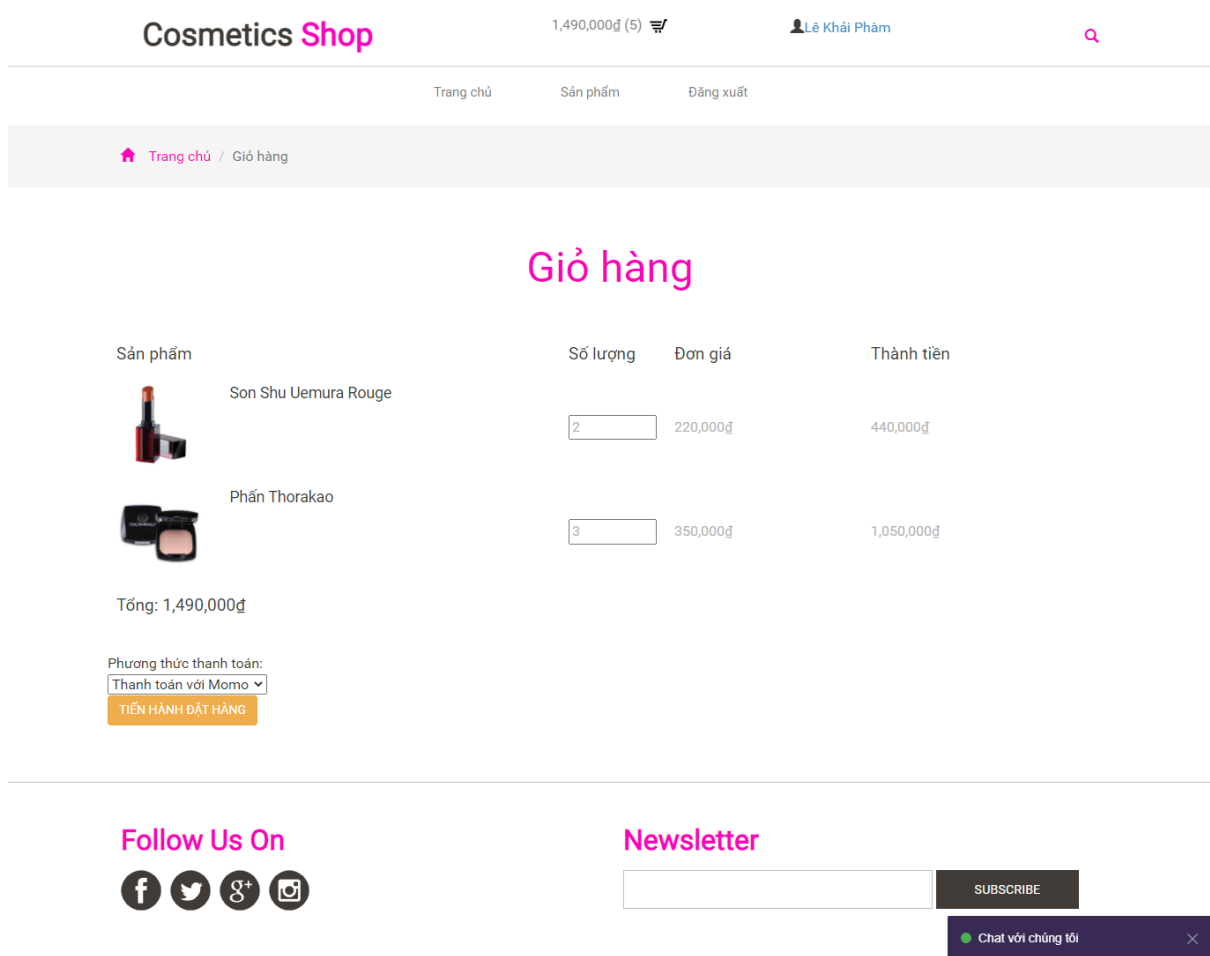 Cosmetics Shop
1,490,000₫ (5)
Lê Khải Phàm
Trang chủ
Sản phẩm
Đăng xuất
Trang chủ / Giỏ hàng
Giỏ hàng
Sản phẩm
Số lượng
Đơn giá
Thành tiền
Son Shu Uemura Rouge
2
220,000₫
440,000₫
Phấn Thorakao
3
350,000₫
1,050,000₫
Tổng: 1,490,000₫
Phương thức thanh toán:
Thanh toán với Momo
TIẾN HÀNH ĐẶT HÀNG
Follow Us On
Newsletter
SUBSCRIBE
Chat với chúng tôi